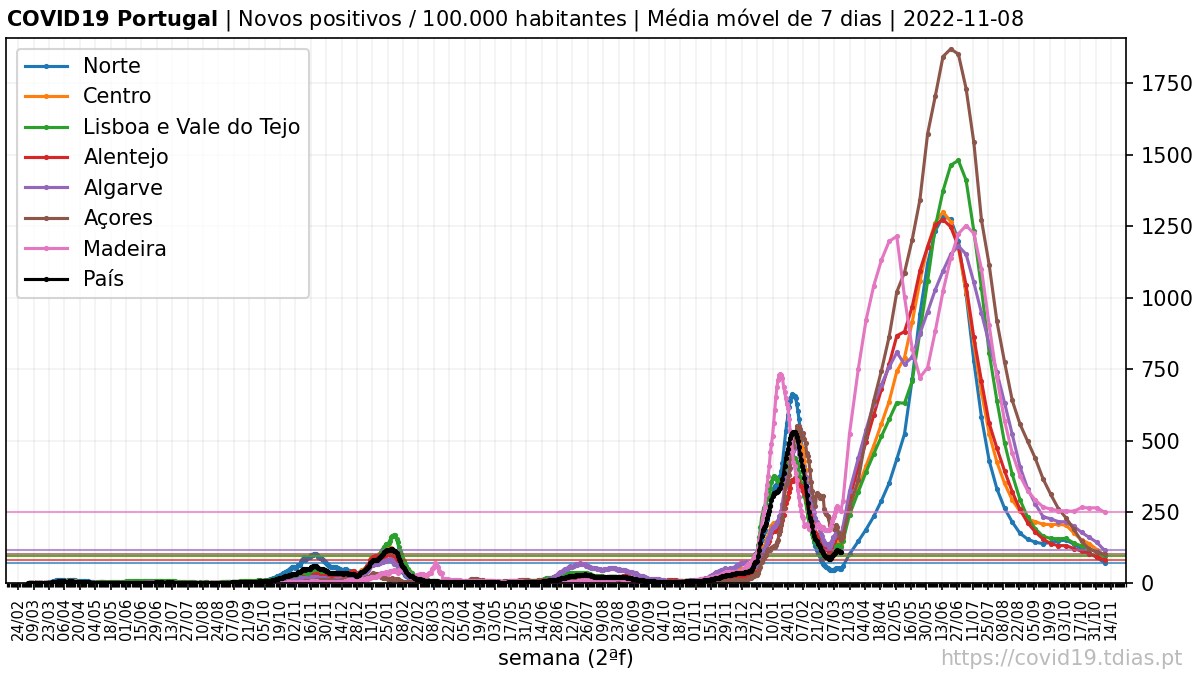 COVID19 Portugal | Novos positivos / 100.000 habitantes | Média móvel de 7 dias | 2022-11-08
Norte
Centro
Lisboa e Vale do Tejo
Alentejo
Algarve
Açores
Madeira
País
1750
1500
1250
1000
750
500
250
0
24/02 09/03 23/03 06/04 20/04 04/05 18/05 01/06 15/06 29/06 13/07 27/07 10/08 24/08 07/09 21/09 05/10 19/10 02/11 16/11 30/11 14/12 28/12 11/01 25/01 08/02 22/02 08/03 22/03 05/04 19/04 03/05 17/05 31/05 14/06 28/06 12/07 26/07 09/08 23/08 06/09 20/09 04/10 18/10 01/11 15/11 29/11 13/12 27/12 10/01 24/01 07/02 21/02 07/03 21/03 04/04 18/04 02/05 16/05 30/05 13/06 27/06 11/07 25/07 08/08 22/08 05/09 19/09 03/10 17/10 31/10 14/11
semana (2ªf)
https://covid19.tdias.pt